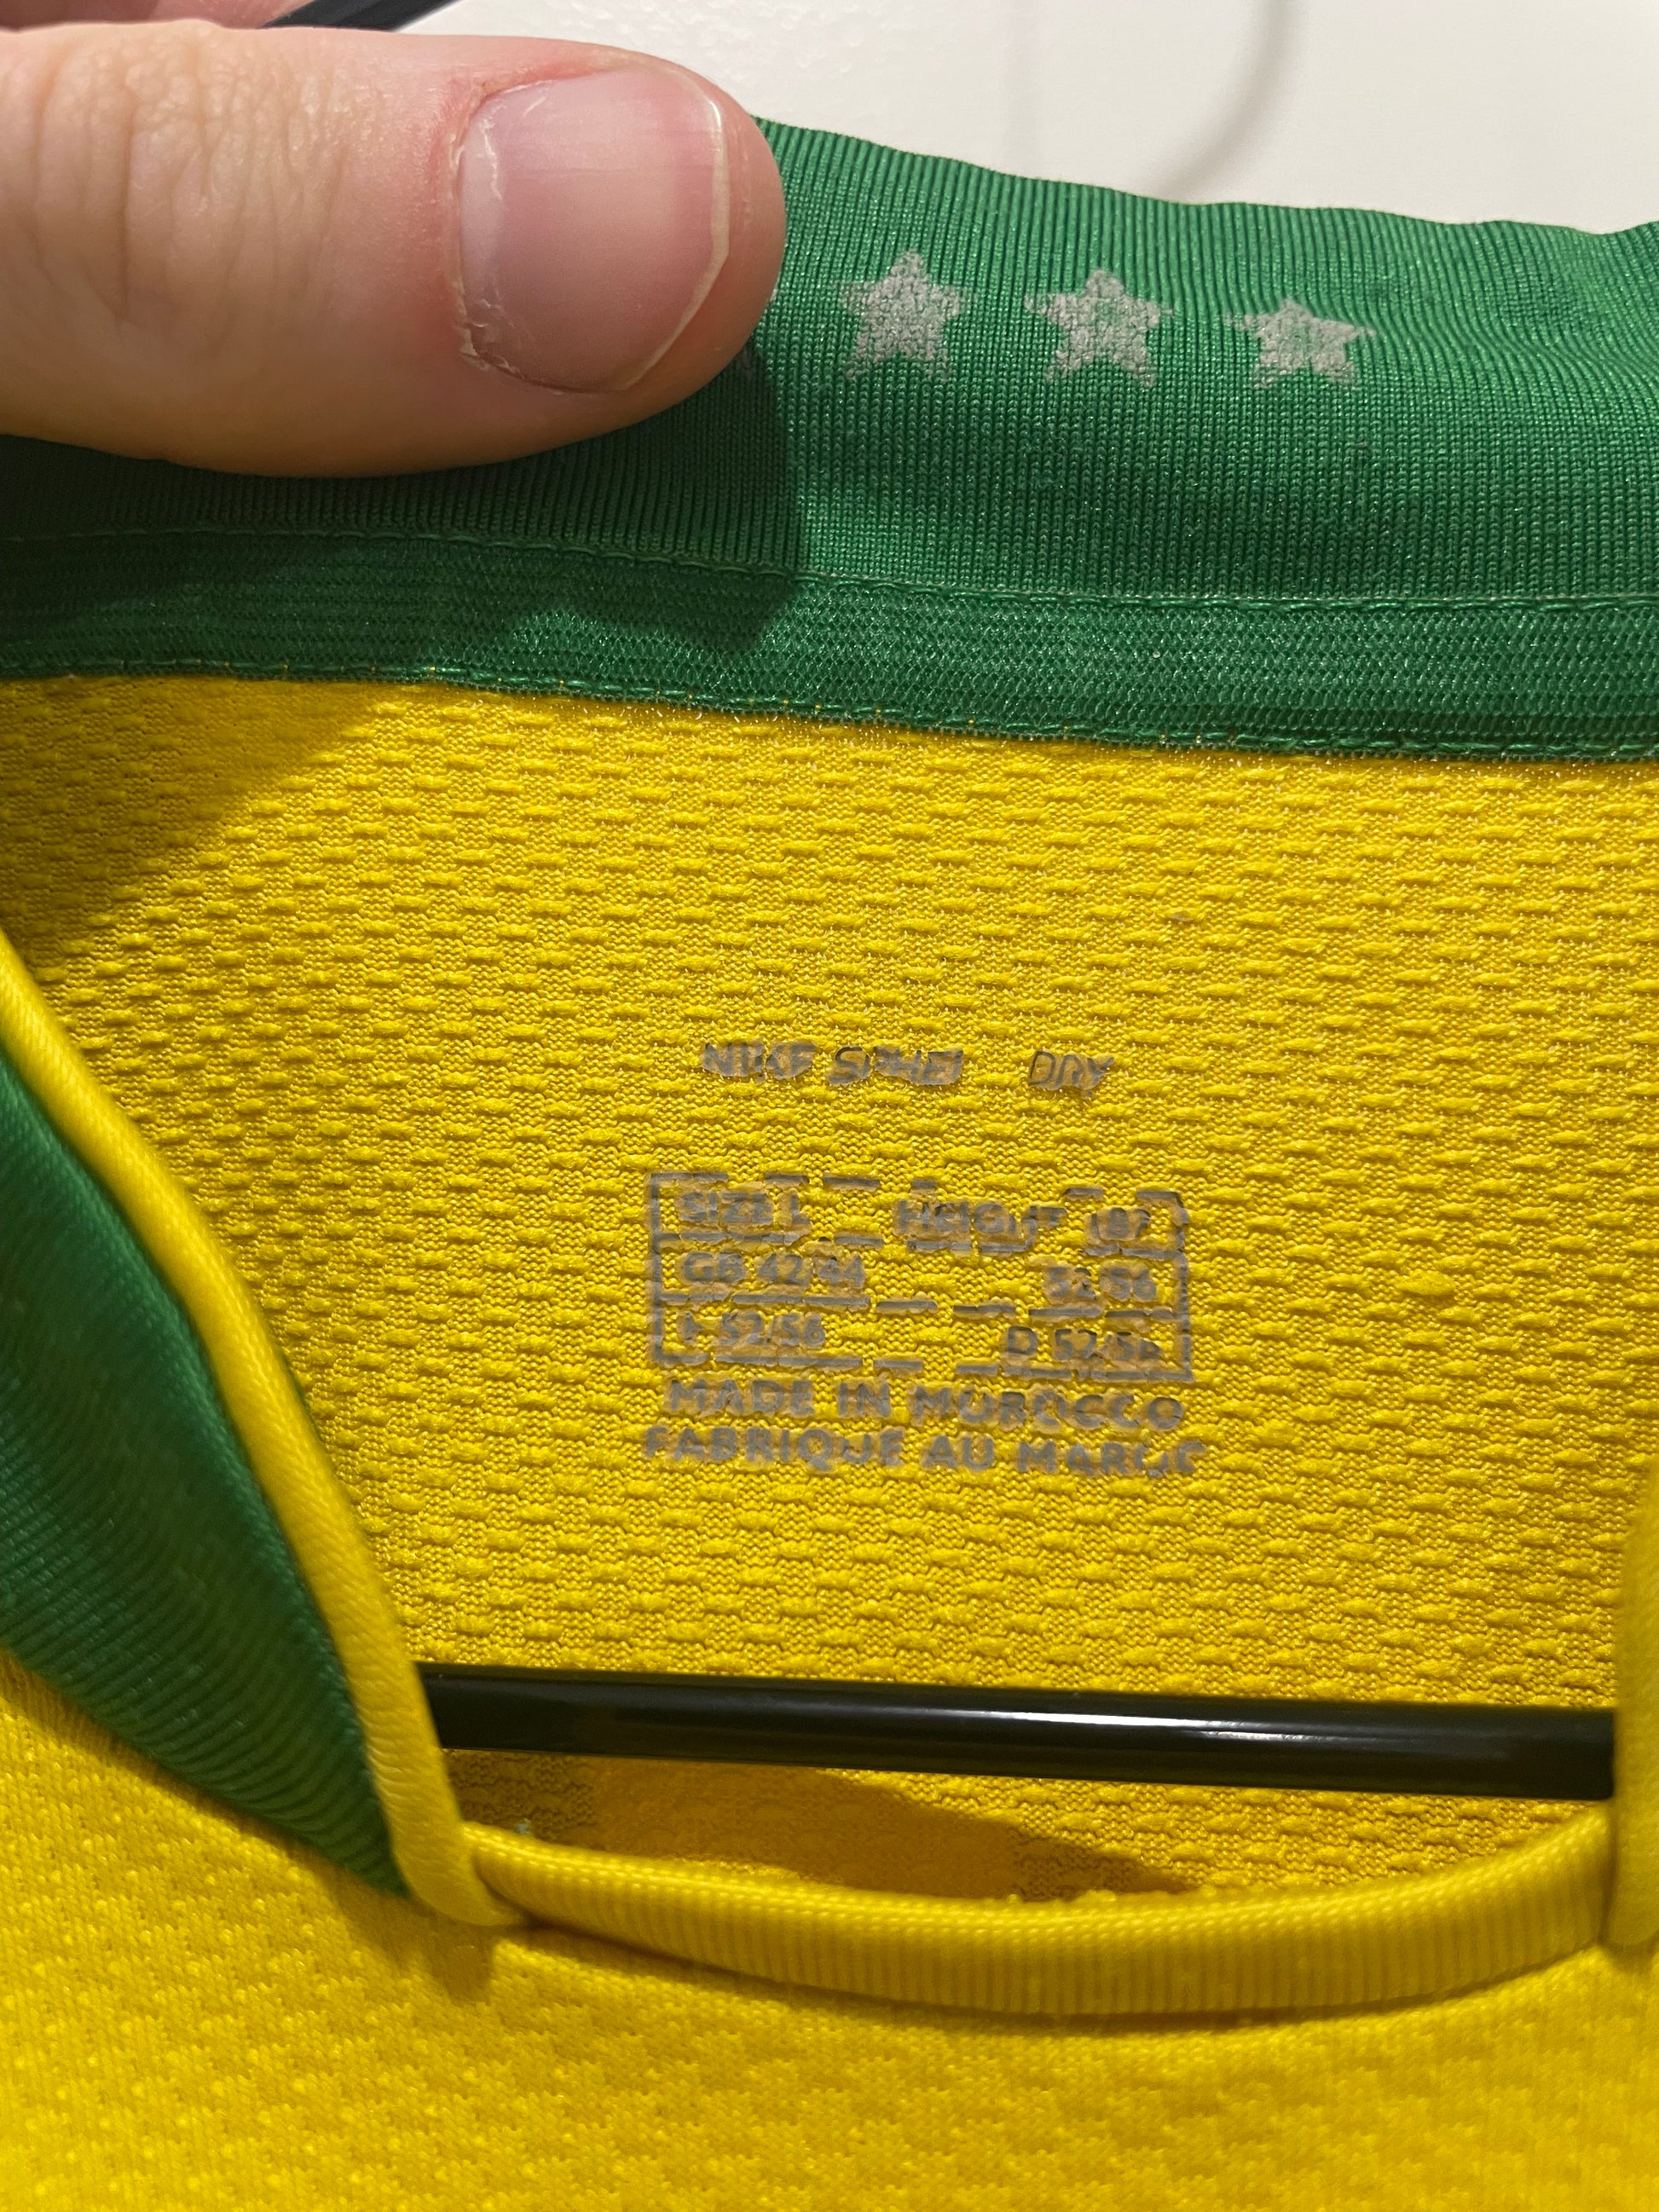 NIKE SPHE DRY
SIZE L HEIGHT 187
GB 42/44 52/56
I 52/56 D 52/56
MADE IN MOROCCO
FABRIQUE AU MAROC